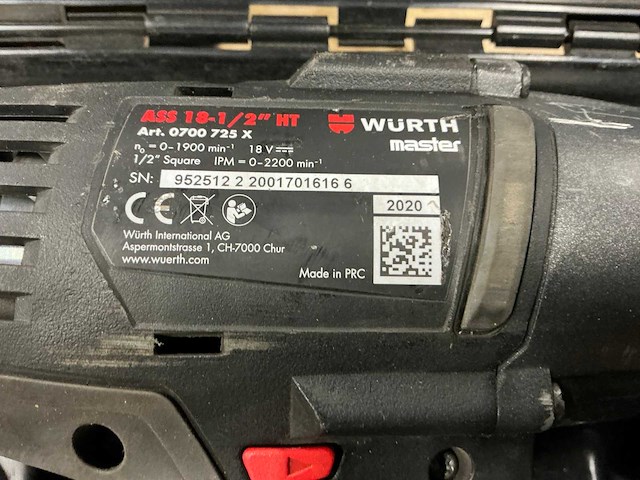 ASS 18-1/2" HT
WÜRTH
master
Art. 0700 725 X
n₀ = 0-1900 min⁻¹ 18 V ⎓
1/2" Square IPM = 0-2200 min⁻¹
SN: 952512 2 2001701616 6
2020
CE
Würth International AG
Aspermontstrasse 1, CH-7000 Chur
www.wuerth.com
Made in PRC